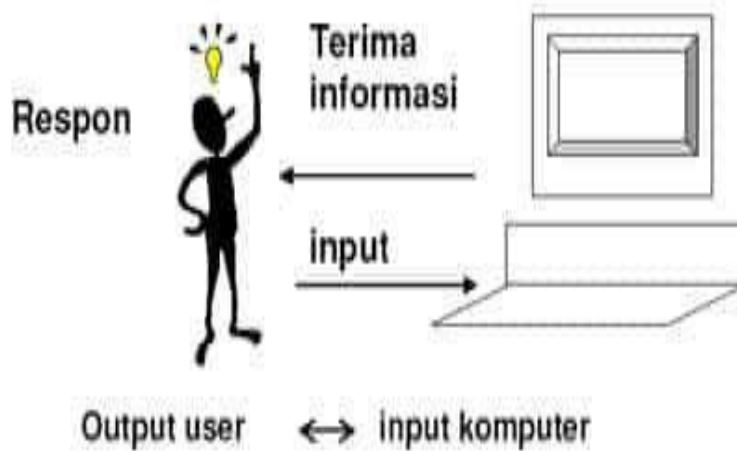 Terima
informasi
Respon
input
Output user ↔ input komputer